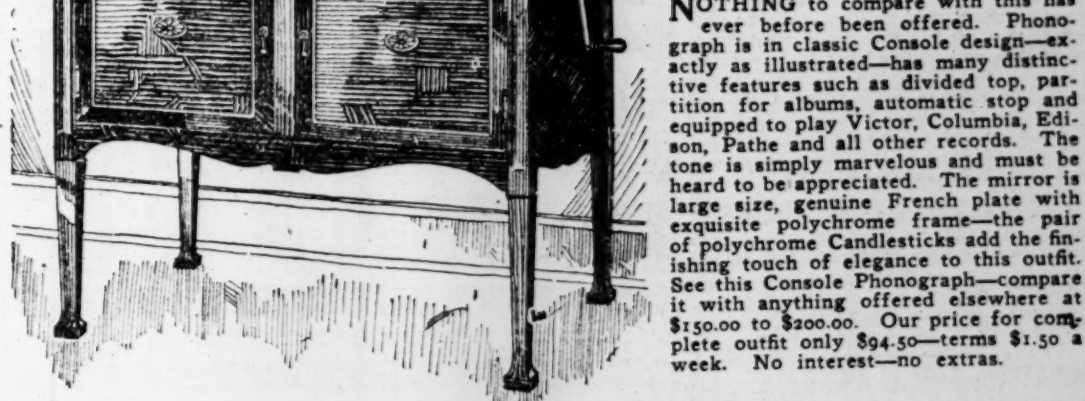 NOTHING to compare with this has
ever before been offered. Phono-
graph is in classic Console design—ex-
actly as illustrated—has many distinc-
tive features such as divided top, par-
tition for albums, automatic stop and
equipped to play Victor, Columbia, Edi-
son, Pathe and all other records. The
tone is simply marvelous and must be
heard to be appreciated. The mirror is
large size, genuine French plate with
exquisite polychrome frame—the pair
of polychrome Candlesticks add the fin-
ishing touch of elegance to this outfit.
See this Console Phonograph—compare
it with anything offered elsewhere at
$150.00 to $200.00. Our price for com-
plete outfit only $94.50—terms $1.50 a
week. No interest—no extras.